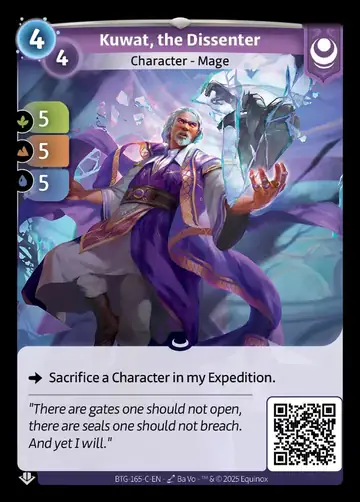 4
Kuwat, the Dissenter
4
Character - Mage
5
5
5
Sacrifice a Character in my Expedition.
"There are gates one should not open,
there are seals one should not breach.
And yet I will."
BTG-165-C-EN - Ba Vo - ™ & © 2025 Equinox